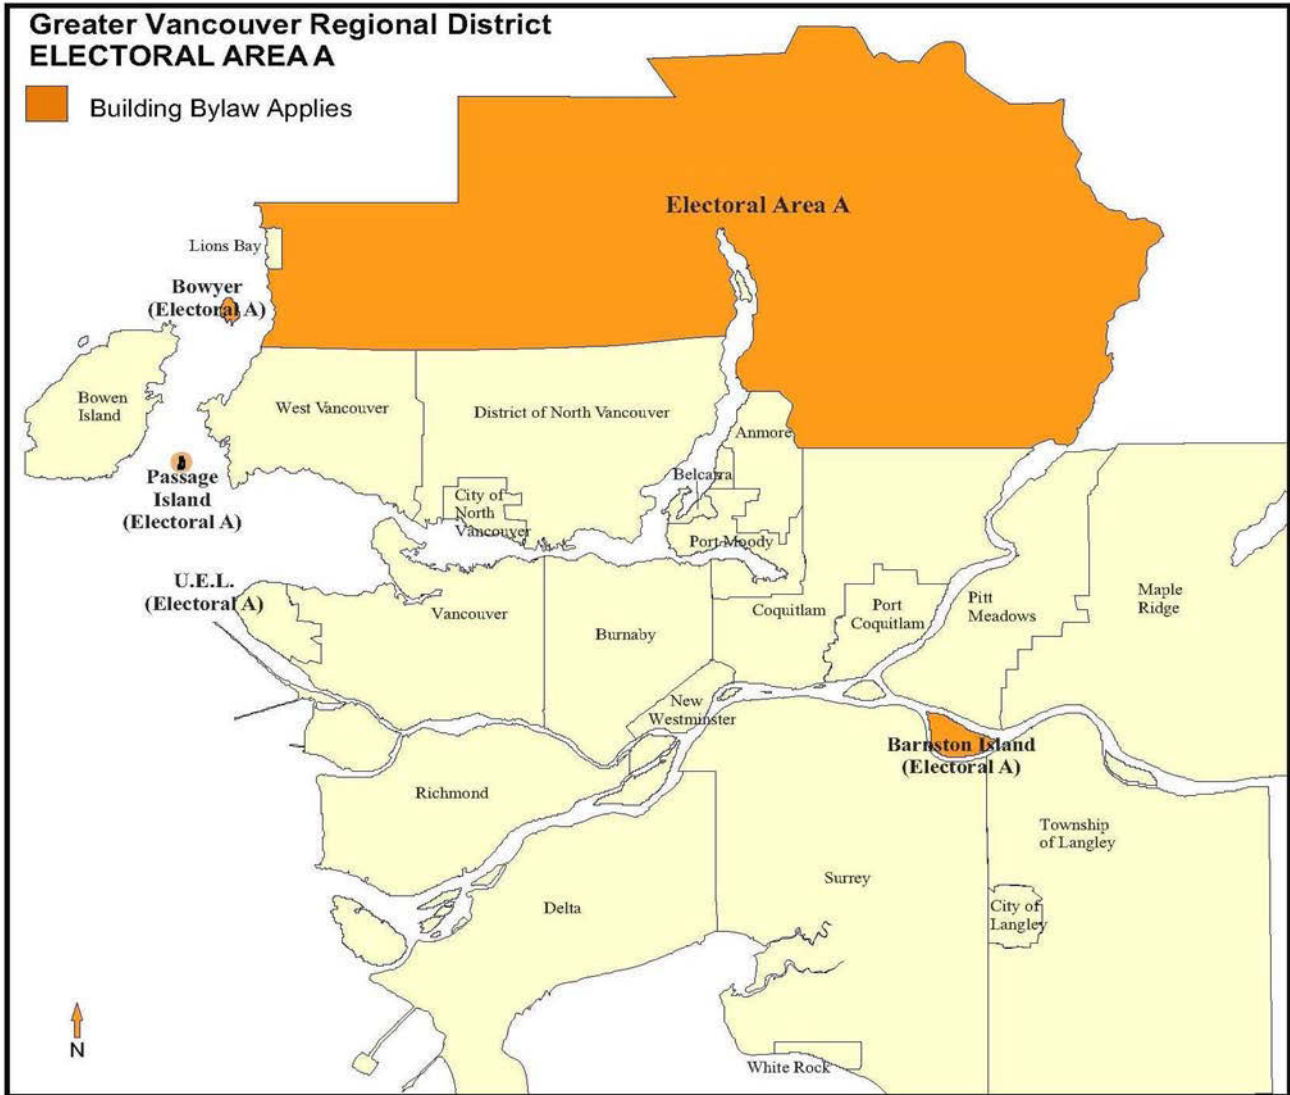 Greater Vancouver Regional District
ELECTORAL AREA A
Building Bylaw Applies
Electoral Area A
Lions Bay
Bowyer
(Electoral A)
Bowen
Island
West Vancouver
District of North Vancouver
Anmore
Passage
Island
(Electoral A)
Belcarra
City of
North
Vancouver
Port Moody
U.E.L.
(Electoral A)
Vancouver
Burnaby
Coquitlam
Port
Coquitlam
Pitt
Meadows
Maple
Ridge
New
Westminster
Barnston Island
(Electoral A)
Richmond
Township
of Langley
Surrey
Delta
City of
Langley
N
White Rock